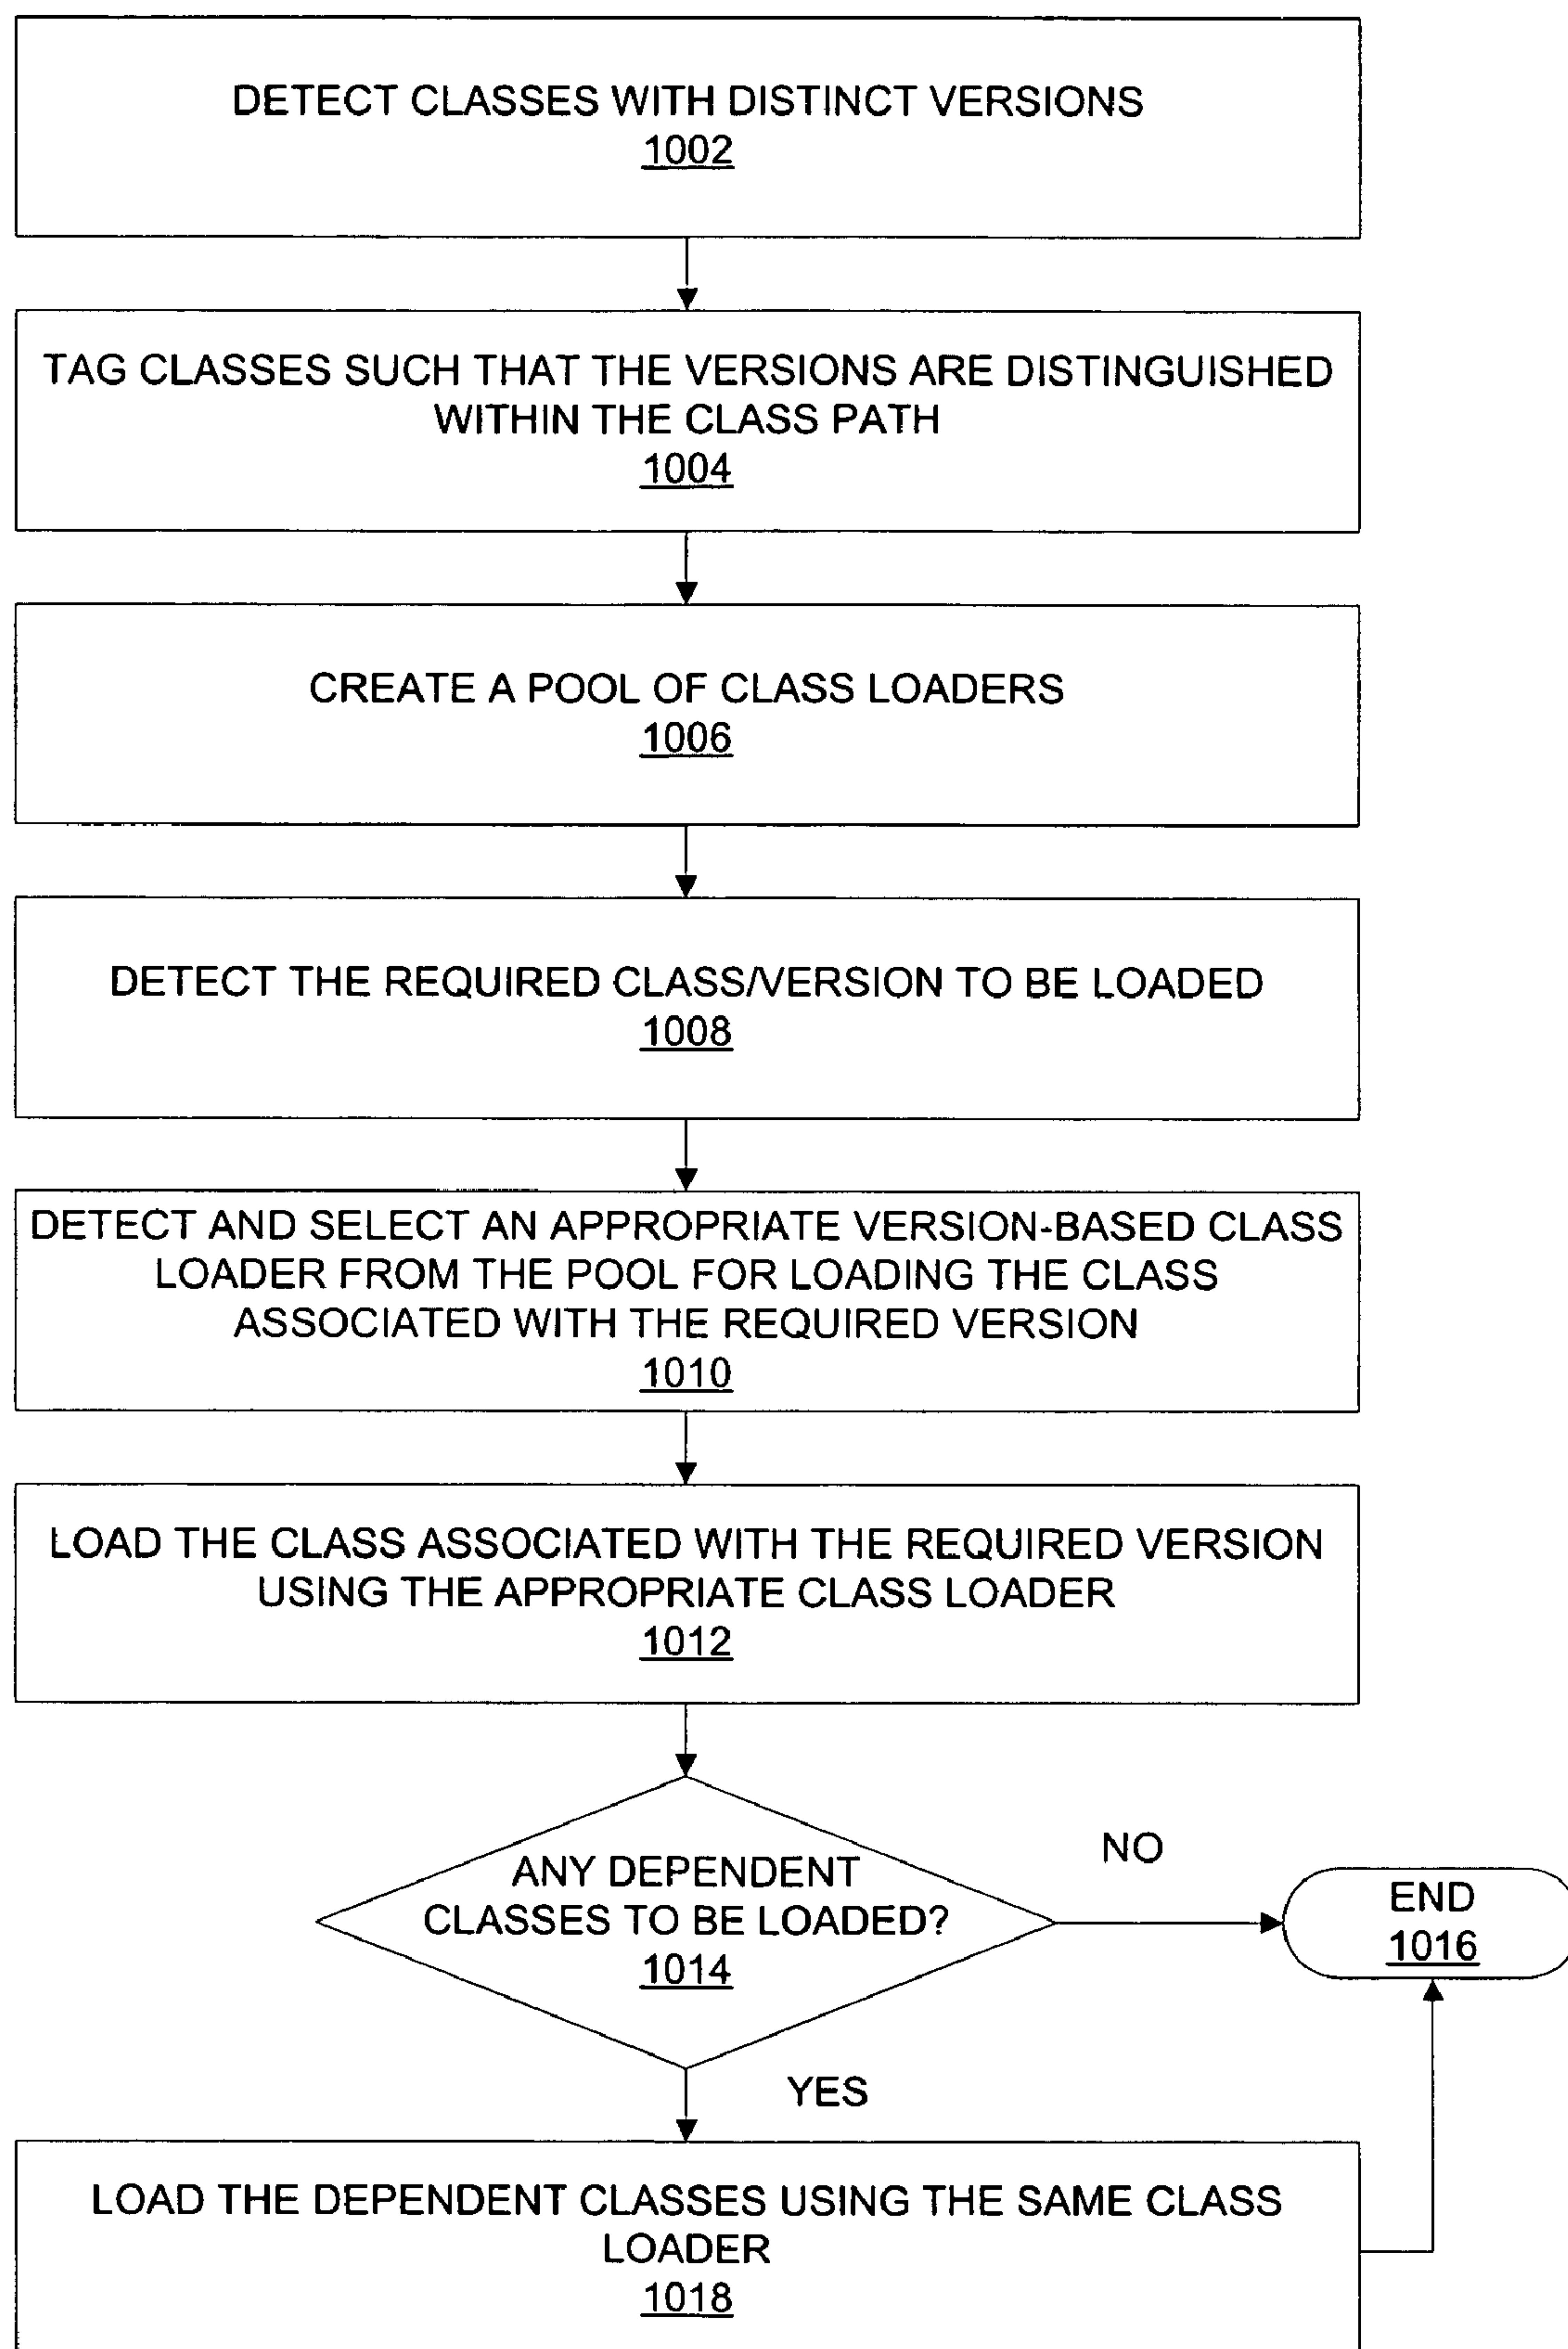 DETECT CLASSES WITH DISTINCT VERSIONS
1002
TAG CLASSES SUCH THAT THE VERSIONS ARE DISTINGUISHED
WITHIN THE CLASS PATH
1004
CREATE A POOL OF CLASS LOADERS
1006
DETECT THE REQUIRED CLASS/VERSION TO BE LOADED
1008
DETECT AND SELECT AN APPROPRIATE VERSION-BASED CLASS
LOADER FROM THE POOL FOR LOADING THE CLASS
ASSOCIATED WITH THE REQUIRED VERSION
1010
LOAD THE CLASS ASSOCIATED WITH THE REQUIRED VERSION
USING THE APPROPRIATE CLASS LOADER
1012
ANY DEPENDENT
CLASSES TO BE LOADED?
1014
NO
END
1016
YES
LOAD THE DEPENDENT CLASSES USING THE SAME CLASS
LOADER
1018